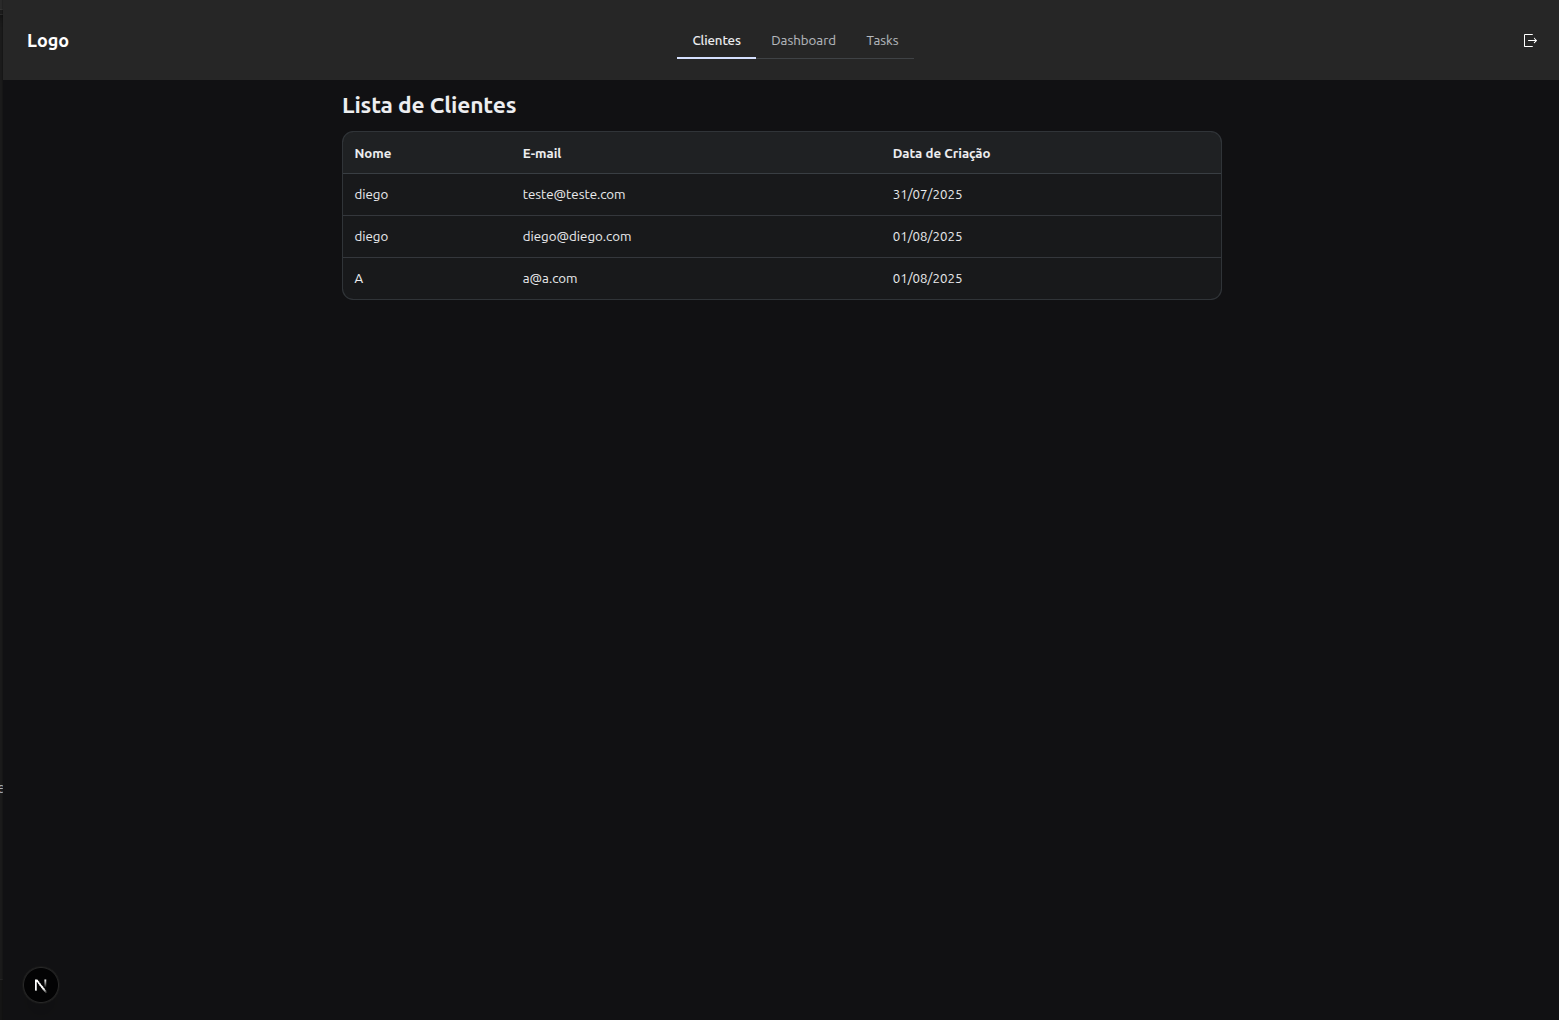 Logo
Clientes Dashboard Tasks
Lista de Clientes
Nome E-mail Data de Criação
diego teste@teste.com 31/07/2025
diego diego@diego.com 01/08/2025
A a@a.com 01/08/2025
N